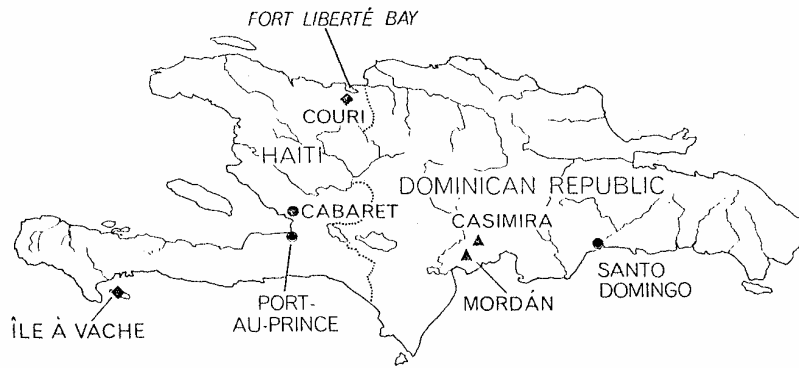 FORT LIBERTÉ BAY
COURI
HAITI
DOMINICAN REPUBLIC
CABARET
CASIMIRA
PORT-
AU-PRINCE
SANTO
DOMINGO
MORDÁN
ÎLE À VACHE